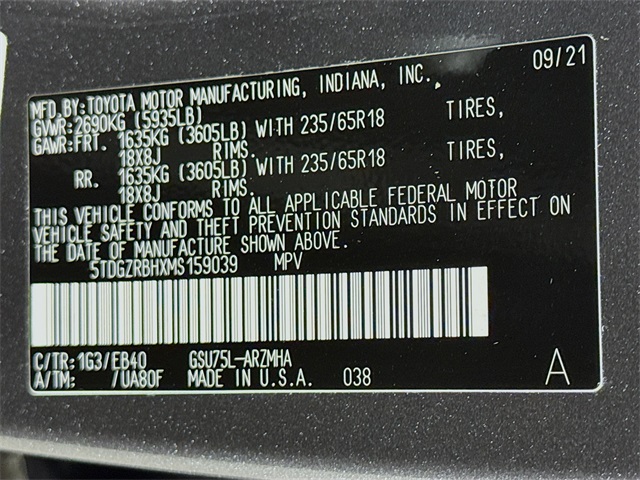 MFD.BY:TOYOTA MOTOR MANUFACTURING, INDIANA, INC. 09/21
GVWR:2690KG (5935LB)
GAWR:FRT. 1635KG (3605LB) WITH 235/65R18 TIRES,
18X8J RIMS.
RR. 1635KG (3605LB) WITH 235/65R18 TIRES,
18X8J RIMS.
THIS VEHICLE CONFORMS TO ALL APPLICABLE FEDERAL MOTOR
VEHICLE SAFETY AND THEFT PREVENTION STANDARDS IN EFFECT ON
THE DATE OF MANUFACTURE SHOWN ABOVE.
5TDGZRBHXMS159039 MPV
C/TR:1G3/EB40 GSU75L-ARZMHA
A/TM: /UA80F MADE IN U.S.A. 038 A